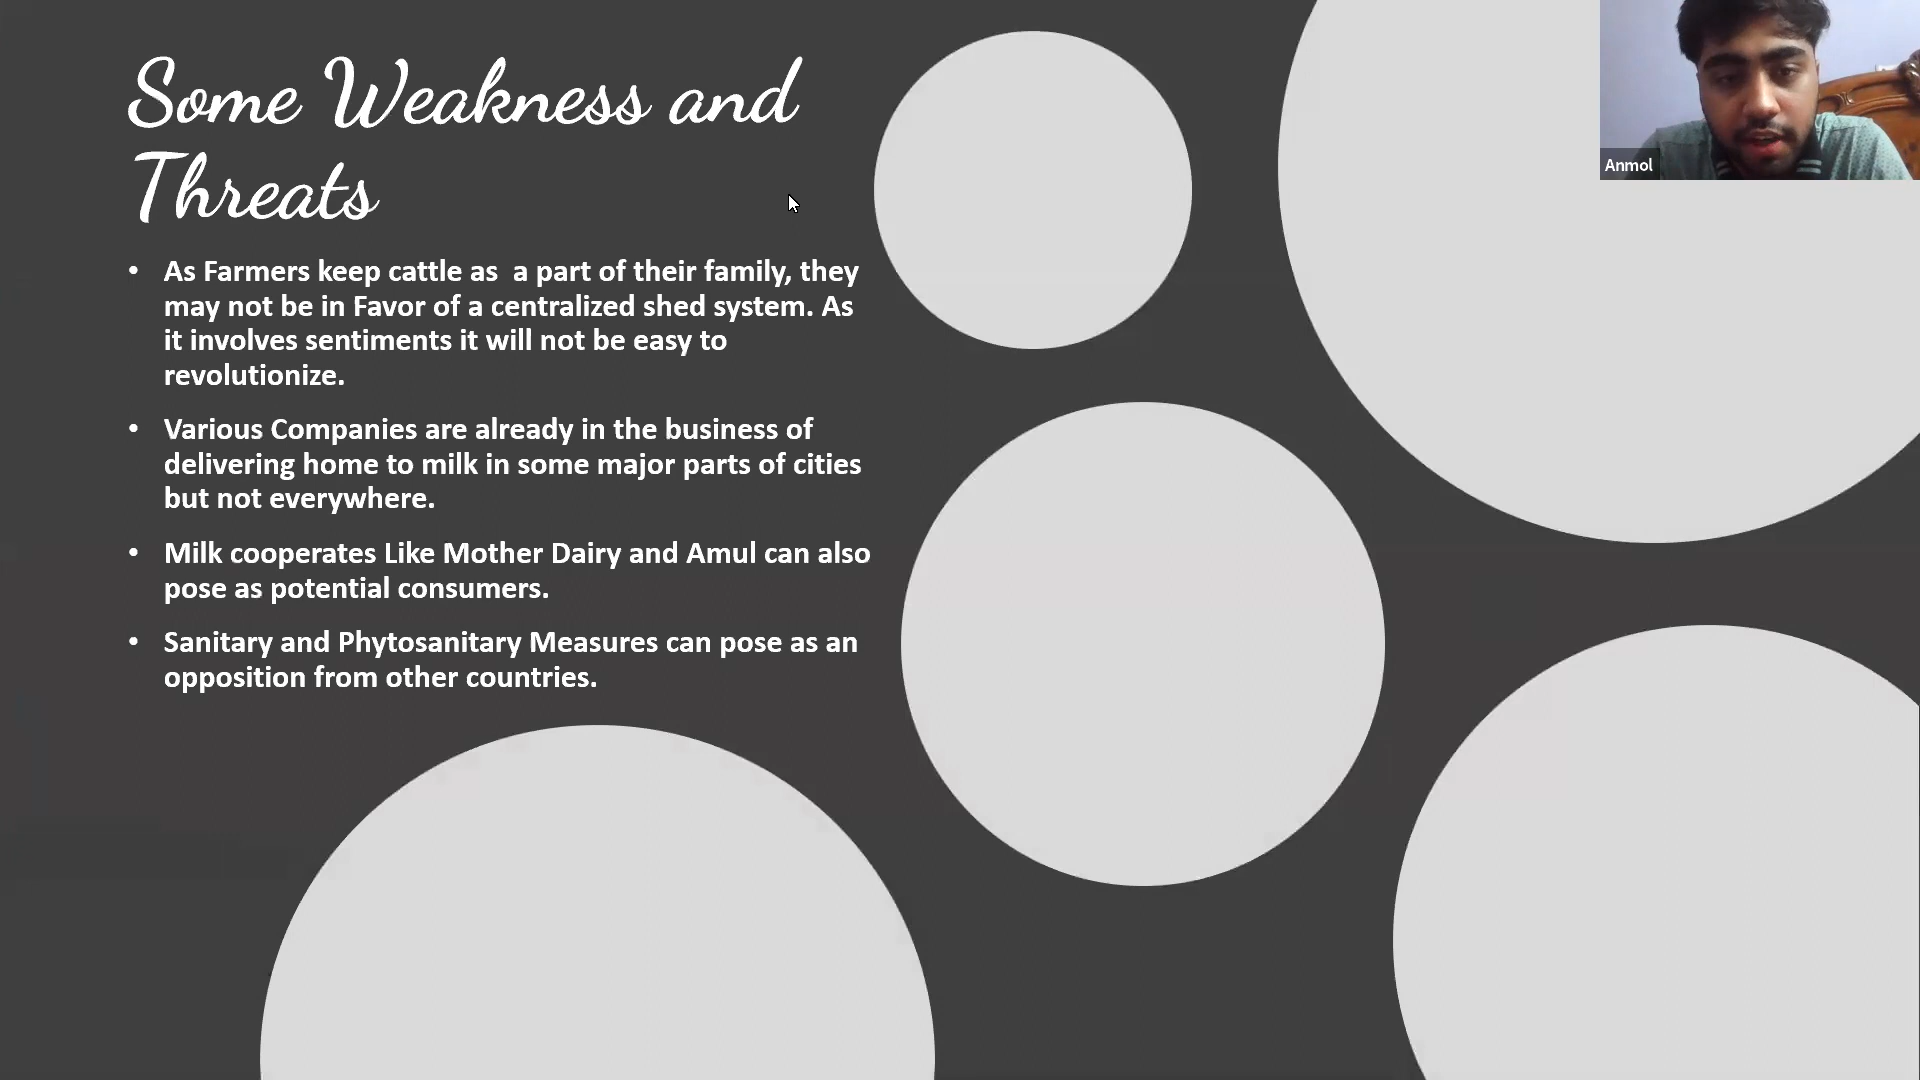 Some Weakness and
Threats
• As Farmers keep cattle as  a part of their family, they
may not be in Favor of a centralized shed system. As
it involves sentiments it will not be easy to
revolutionize.
• Various Companies are already in the business of
delivering home to milk in some major parts of cities
but not everywhere.
• Milk cooperates Like Mother Dairy and Amul can also
pose as potential consumers.
• Sanitary and Phytosanitary Measures can pose as an
opposition from other countries.
Anmol